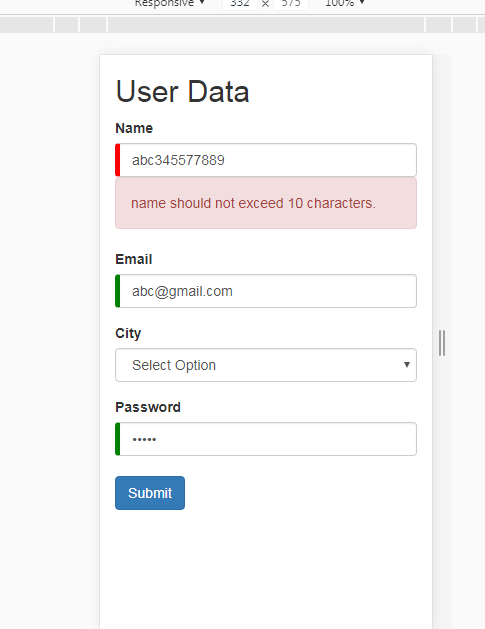 Responsive ▼ 332 × 575 100% ▼
User Data
Name
abc345577889
name should not exceed 10 characters.
Email
abc@gmail.com
City
Select Option
Password
•••••
Submit